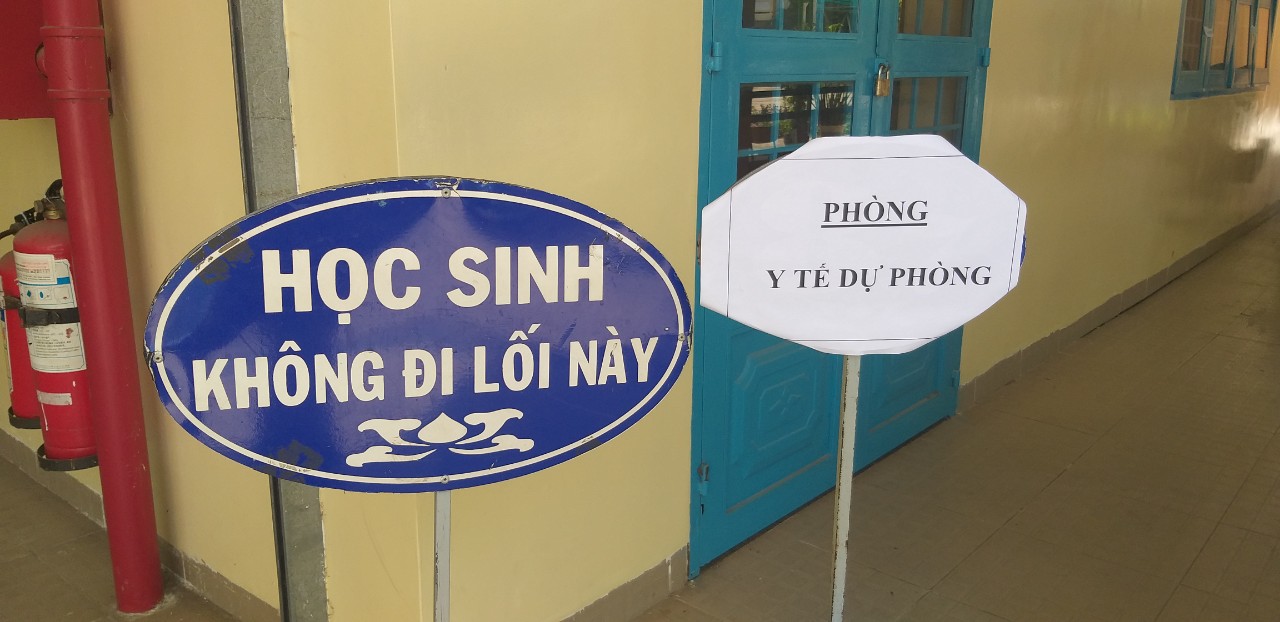 HỌC SINH
KHÔNG ĐI LỐI NÀY
PHÒNG
Y TẾ DỰ PHÒNG